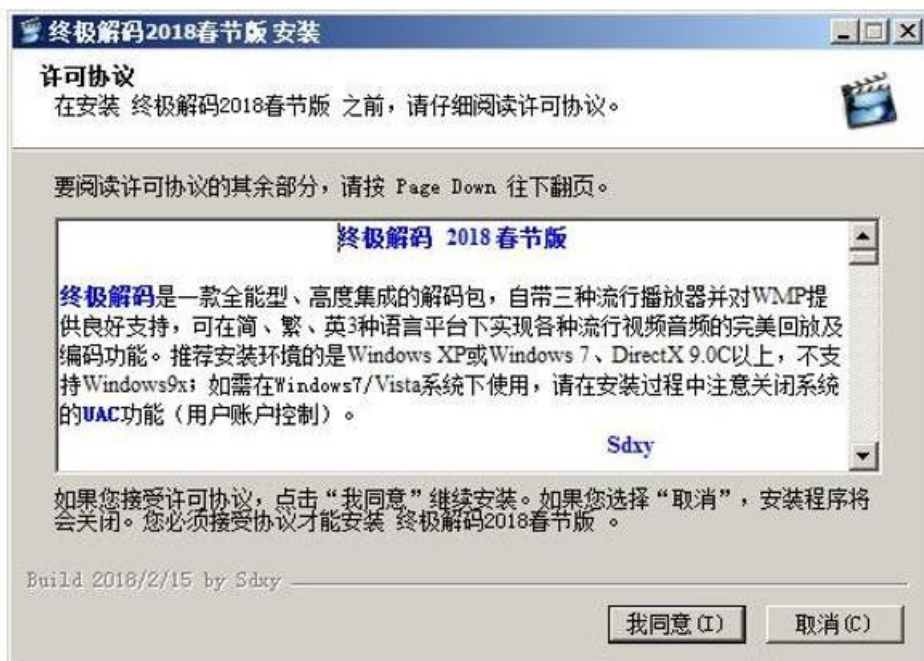 终极解码2018春节版 安装
许可协议
在安装 终极解码2018春节版 之前，请仔细阅读许可协议。
要阅读许可协议的其余部分，请按 Page Down 往下翻页。
终极解码 2018 春节版
终极解码是一款全能型、高度集成的解码包，自带三种流行播放器并对WMP提
供良好支持，可在简、繁、英3种语言平台下实现各种流行视频音频的完美回放及
编码功能。推荐安装环境的是Windows XP或Windows 7、DirectX 9.0C以上，不支
持Windows9x；如需在Windows7/Vista系统下使用，请在安装过程中注意关闭系统
的UAC功能（用户账户控制）。
Sdxy
如果您接受许可协议，点击“我同意”继续安装。如果您选择“取消”，安装程序将
会关闭。您必须接受协议才能安装 终极解码2018春节版 。
Build 2018/2/15 by Sdxy
我同意(I)
取消(C)